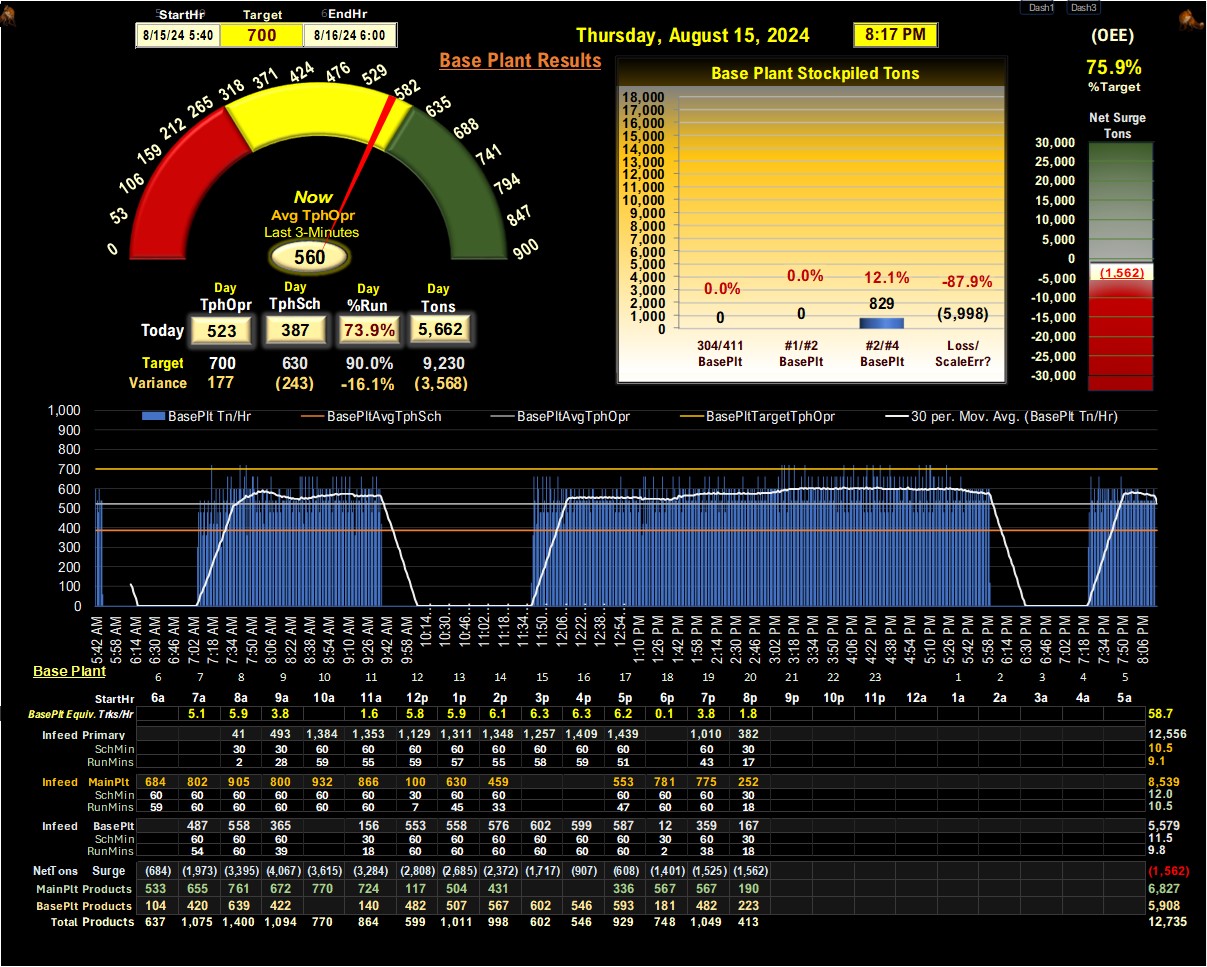 Dash1 Dash3
StartHr Target EndHr
8/15/24 5:40 700 8/16/24 6:00
Thursday, August 15, 2024 8:17 PM
(OEE)
75.9%
%Target
Base Plant Results
Base Plant Stockpiled Tons
Net Surge
Tons
0 53 106 159 212 265 318 371 424 476 529 582 635 688 741 794 847 900
Now
Avg TphOpr
Last 3-Minutes
560
Day Day Day Day
TphOpr TphSch %Run Tons
Today 523 387 73.9% 5,662
Target 700 630 90.0% 9,230
Variance 177 (243) -16.1% (3,568)
18,000
17,000
16,000
15,000
14,000
13,000
12,000
11,000
10,000
9,000
8,000
7,000
6,000
5,000
4,000
3,000
2,000
1,000
0
0.0% 0.0% 12.1% -87.9%
0 0 829 (5,998)
304/411 #1/#2 #2/#4 Loss/
BasePlt BasePlt BasePlt ScaleErr?
30,000
25,000
20,000
15,000
10,000
5,000
0
-5,000
-10,000
-15,000
-20,000
-25,000
-30,000
(1,562)
BasePlt Tn/Hr BasePltAvgTphSch BasePltAvgTphOpr BasePltTargetTphOpr 30 per. Mov. Avg. (BasePlt Tn/Hr)
1,000
900
800
700
600
500
400
300
200
100
0
5:42 AM 5:58 AM 6:14 AM 6:30 AM 6:46 AM 7:02 AM 7:18 AM 7:34 AM 7:50 AM 8:06 AM 8:22 AM 8:38 AM 8:54 AM 9:10 AM 9:26 AM 9:42 AM 9:58 AM 10:14... 10:30... 10:46... 11:02... 11:18... 11:34... 11:50... 12:06... 12:22... 12:38... 12:54... 1:10 PM 1:26 PM 1:42 PM 1:58 PM 2:14 PM 2:30 PM 2:46 PM 3:02 PM 3:18 PM 3:34 PM 3:50 PM 4:06 PM 4:22 PM 4:38 PM 4:54 PM 5:10 PM 5:26 PM 5:42 PM 5:58 PM 6:14 PM 6:30 PM 6:46 PM 7:02 PM 7:18 PM 7:34 PM 7:50 PM 8:06 PM
Base Plant
6 7 8 9 10 11 12 13 14 15 16 17 18 19 20 21 22 23 1 2 3 4 5
StartHr 6a 7a 8a 9a 10a 11a 12p 1p 2p 3p 4p 5p 6p 7p 8p 9p 10p 11p 12a 1a 2a 3a 4a 5a
BasePlt Equiv. Trks/Hr 5.1 5.9 3.8 1.6 5.8 5.9 6.1 6.3 6.3 6.2 0.1 3.8 1.8 58.7
Infeed Primary 41 493 1,384 1,353 1,129 1,311 1,348 1,257 1,409 1,439 1,010 382 12,556
SchMin 30 30 60 60 60 60 60 60 60 60 60 30 10.5
RunMins 2 28 59 55 59 57 55 58 59 51 43 17 9.1
Infeed MainPlt 684 802 905 800 932 866 100 630 459 553 781 775 252 8,539
SchMin 60 60 60 60 60 60 30 60 60 60 60 60 30 12.0
RunMins 59 60 60 60 60 60 7 45 33 47 60 60 18 10.5
Infeed BasePlt 487 558 365 156 553 558 576 602 599 587 12 359 167 5,579
SchMin 60 60 60 30 60 60 60 60 60 60 30 60 30 11.5
RunMins 54 60 39 18 60 60 60 60 60 60 2 38 18 9.8
NetTons Surge (684) (1,973) (3,395) (4,067) (3,615) (3,284) (2,808) (2,685) (2,372) (1,717) (907) (608) (1,401) (1,525) (1,562) (1,562)
MainPlt Products 533 655 761 672 770 724 117 504 431 336 567 567 190 6,827
BasePlt Products 104 420 639 422 140 482 507 567 602 546 593 181 482 223 5,908
Total Products 637 1,075 1,400 1,094 770 864 599 1,011 998 602 546 929 748 1,049 413 12,735